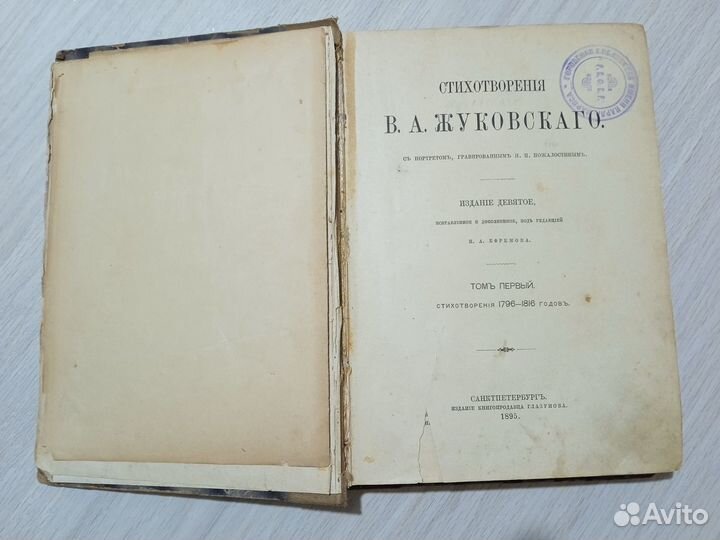 СТИХОТВОРЕНІЯ
В. А. ЖУКОВСКАГО.
СЪ ПОРТРЕТОМЪ, ГРАВИРОВАННЫМЪ И. П. ПОЖАЛОСТИНЫМЪ.
ИЗДАНІЕ ДЕВЯТОЕ,
ИСПРАВЛЕННОЕ И ДОПОЛНЕННОЕ, ПОДЪ РЕДАКЦІЕЙ
П. А. ЕФРЕМОВА.
ТОМЪ ПЕРВЫЙ.
СТИХОТВОРЕНІЯ 1796—1816 ГОДОВЪ.
САНКТПЕТЕРБУРГЪ.
ИЗДАНІЕ КНИГОПРОДАВЦА ГЛАЗУНОВА.
1895.
Avito